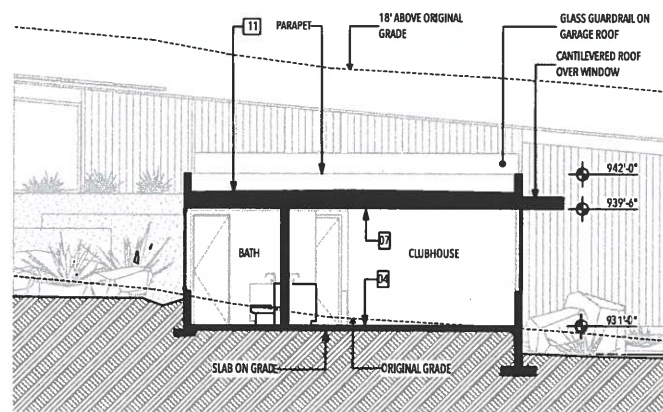 11 PARAPET
18' ABOVE ORIGINAL
GRADE
GLASS GUARDRAIL ON
GARAGE ROOF
CANTILEVERED ROOF
OVER WINDOW
942'-0"
939'-6"
BATH
07
CLUBHOUSE
04
931'-0"
SLAB ON GRADE
ORIGINAL GRADE